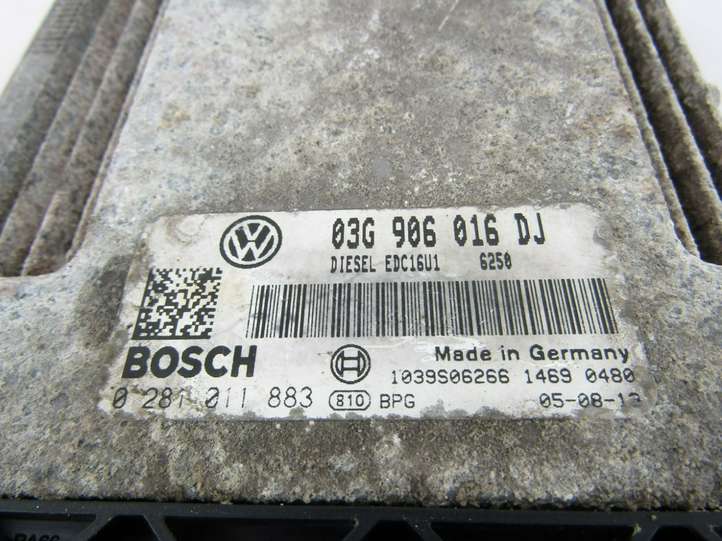 03G 906 016 DJ
DIESEL EDC16U1 6250
BOSCH
Made in Germany
1039S06266 1469 0480
0 281 011 883 810 BPG 05-08-12